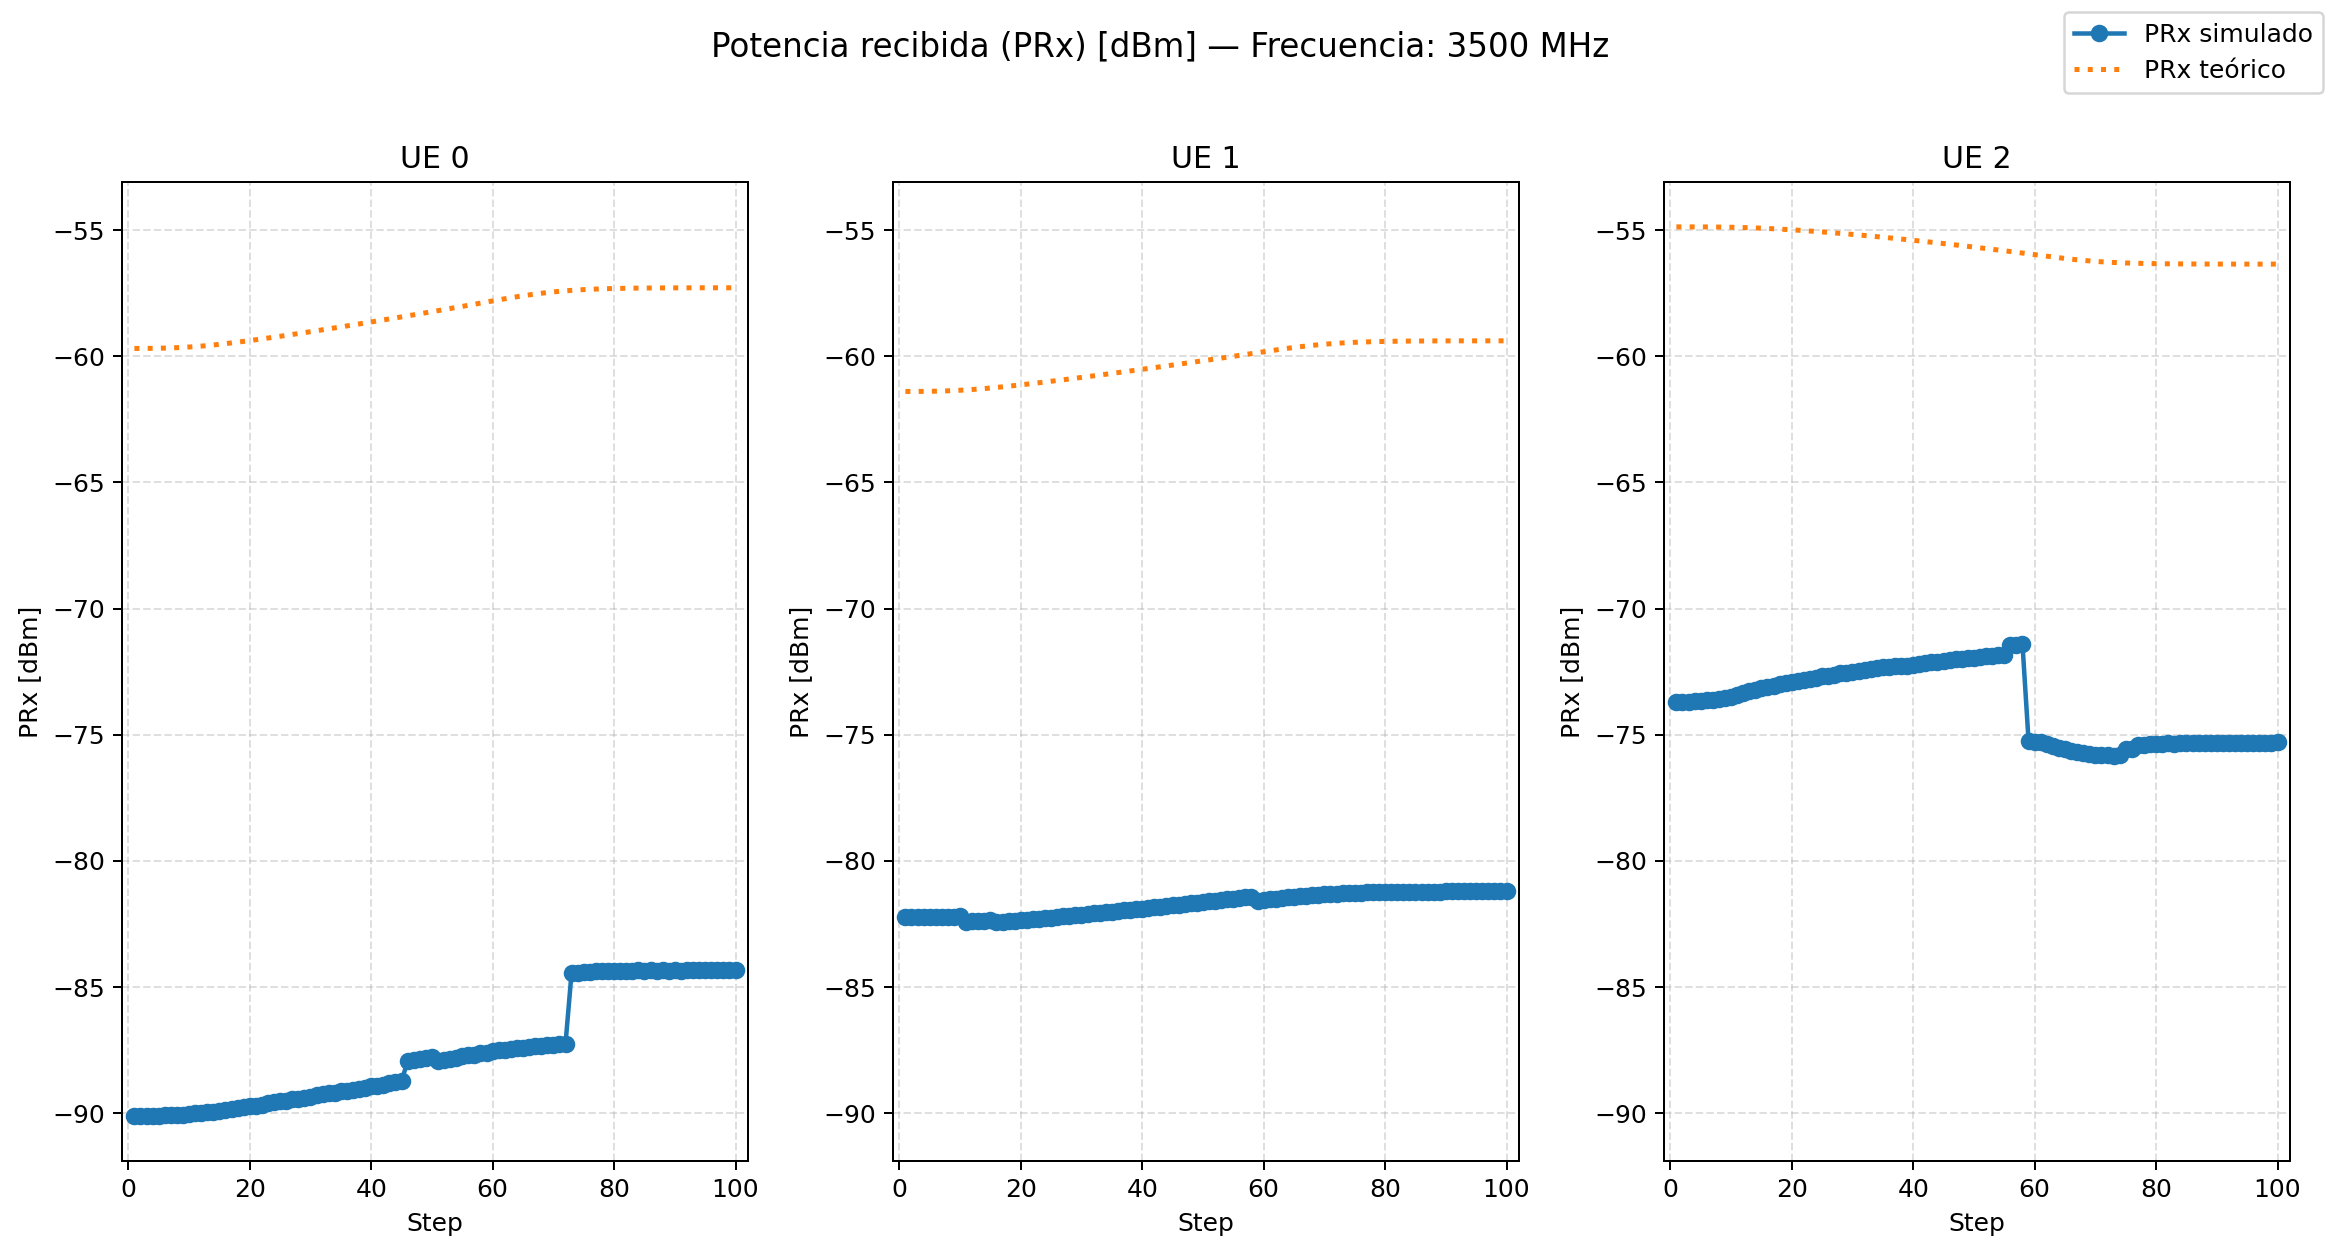 Potencia recibida (PRx) [dBm] — Frecuencia: 3500 MHz
PRx simulado
PRx teórico
UE 0
−55
−60
−65
−70
−75
−80
−85
−90
PRx [dBm]
0 20 40 60 80 100
Step
UE 1
−55
−60
−65
−70
−75
−80
−85
−90
PRx [dBm]
0 20 40 60 80 100
Step
UE 2
−55
−60
−65
−70
−75
−80
−85
−90
PRx [dBm]
0 20 40 60 80 100
Step